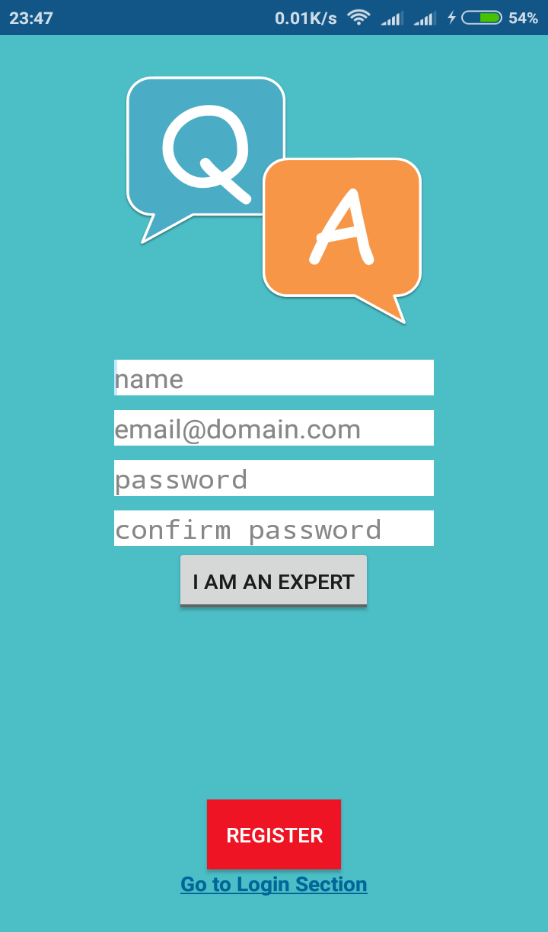 23:47 0.01K/s 54%
Q
A
name
email@domain.com
password
confirm password
I AM AN EXPERT
REGISTER
Go to Login Section